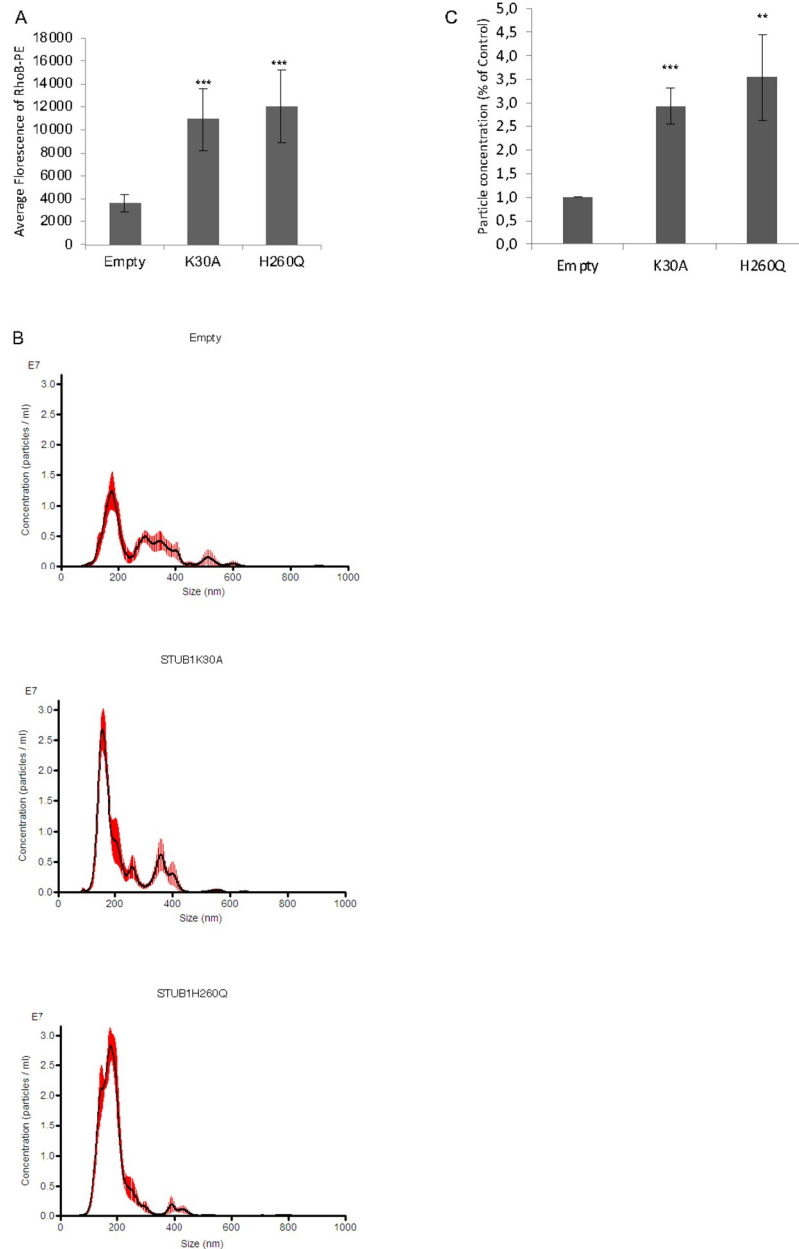 A
Average Florescence of RhoB-PE
18000
16000
14000
12000
10000
8000
6000
4000
2000
0
***
***
Empty K30A H260Q
C
Particle concentration (% of Control)
5,0
4,5
4,0
3,5
3,0
2,5
2,0
1,5
1,0
0,5
0,0
***
**
Empty K30A H260Q
B
Empty
E7
Concentration (particles / ml)
3.0
2.5
2.0
1.5
1.0
0.5
0.0
0 200 400 600 800 1000
Size (nm)
STUB1K30A
E7
Concentration (particles / ml)
3.0
2.5
2.0
1.5
1.0
0.5
0.0
0 200 400 600 800 1000
Size (nm)
STUB1H260Q
E7
Concentration (particles / ml)
3.0
2.5
2.0
1.5
1.0
0.5
0.0
0 200 400 600 800 1000
Size (nm)